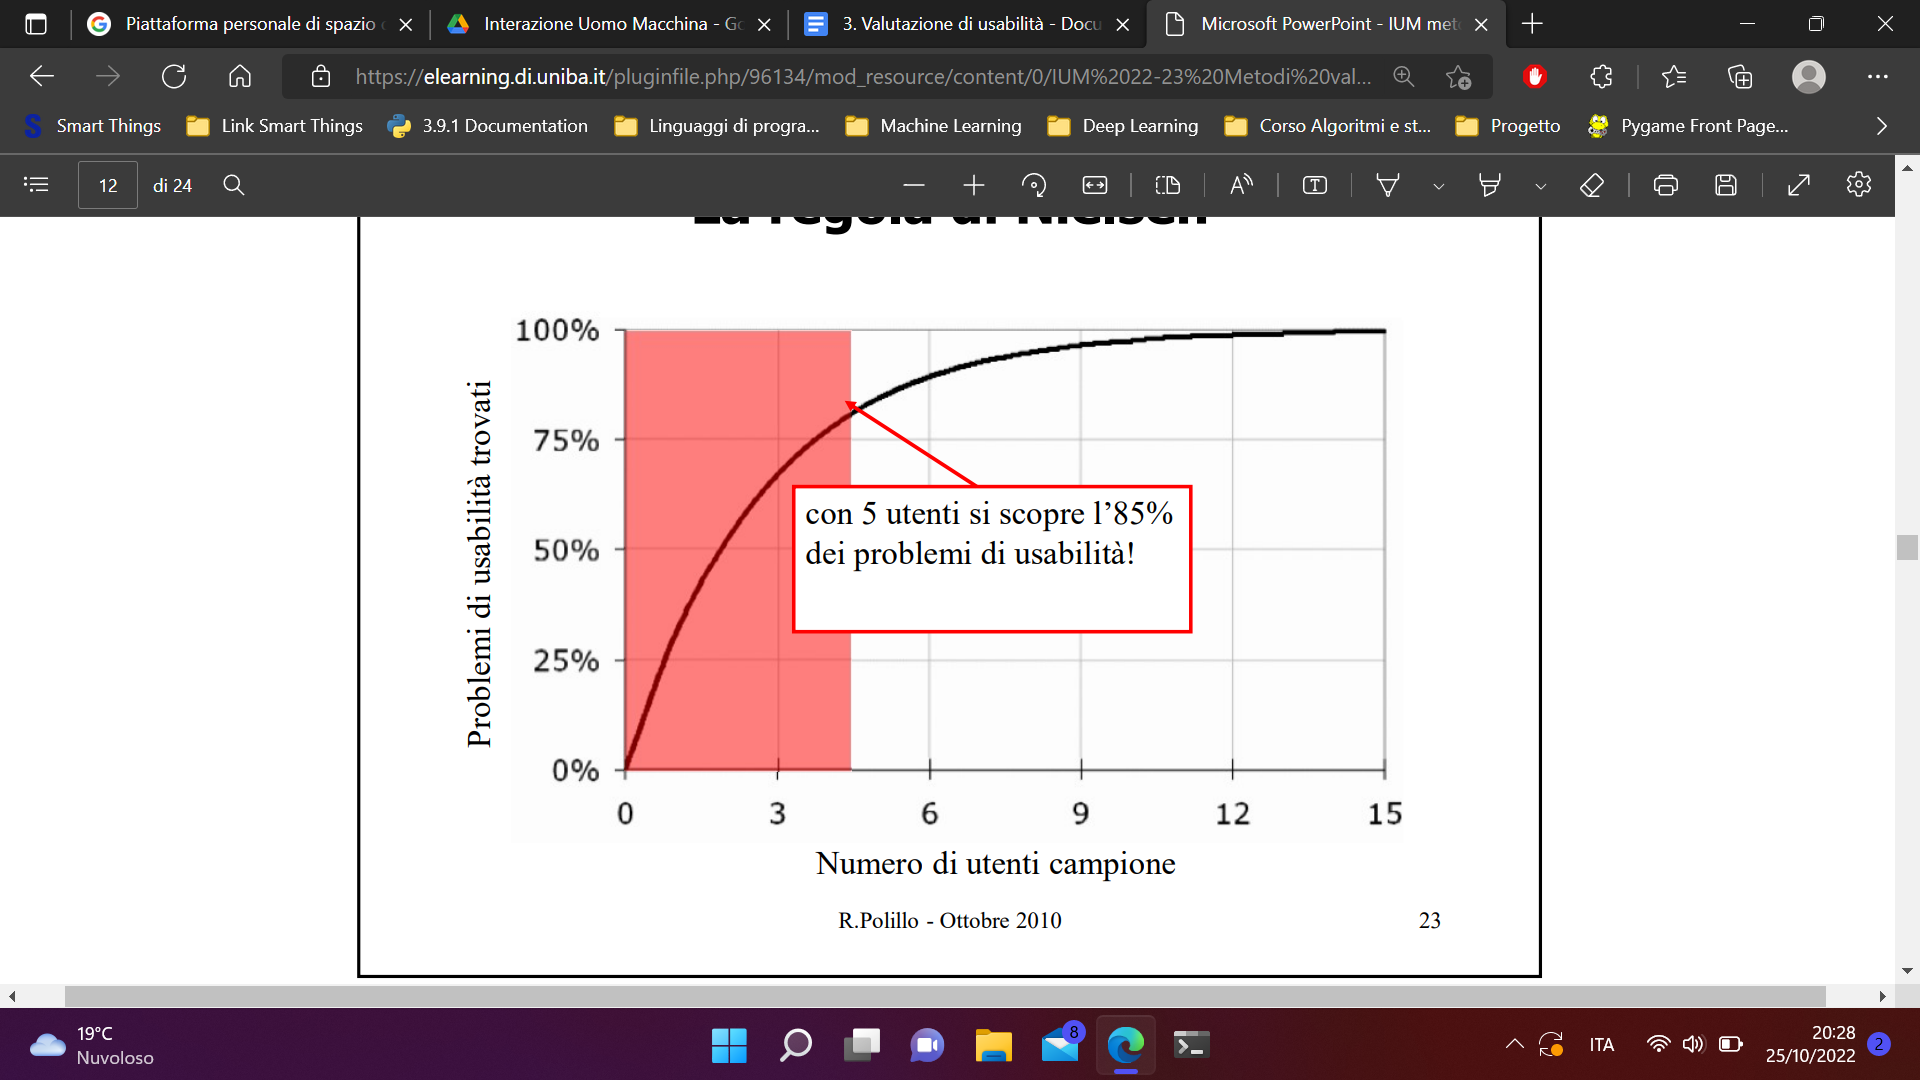 Piattaforma personale di spazio
Interazione Uomo Macchina - Go
3. Valutazione di usabilità - Docu
Microsoft PowerPoint - IUM met
https://elearning.di.uniba.it/pluginfile.php/96134/mod_resource/content/0/IUM%2022-23%20Metodi%20val...
Smart Things
Link Smart Things
3.9.1 Documentation
Linguaggi di progra...
Machine Learning
Deep Learning
Corso Algoritmi e st...
Progetto
Pygame Front Page...
12 di 24
La regola di Nielsen
100%
75%
50%
25%
0%
Problemi di usabilità trovati
con 5 utenti si scopre l’85%
dei problemi di usabilità!
0 3 6 9 12 15
Numero di utenti campione
R.Polillo - Ottobre 2010
23
19°C
Nuvoloso
8
ITA
20:28
25/10/2022
2